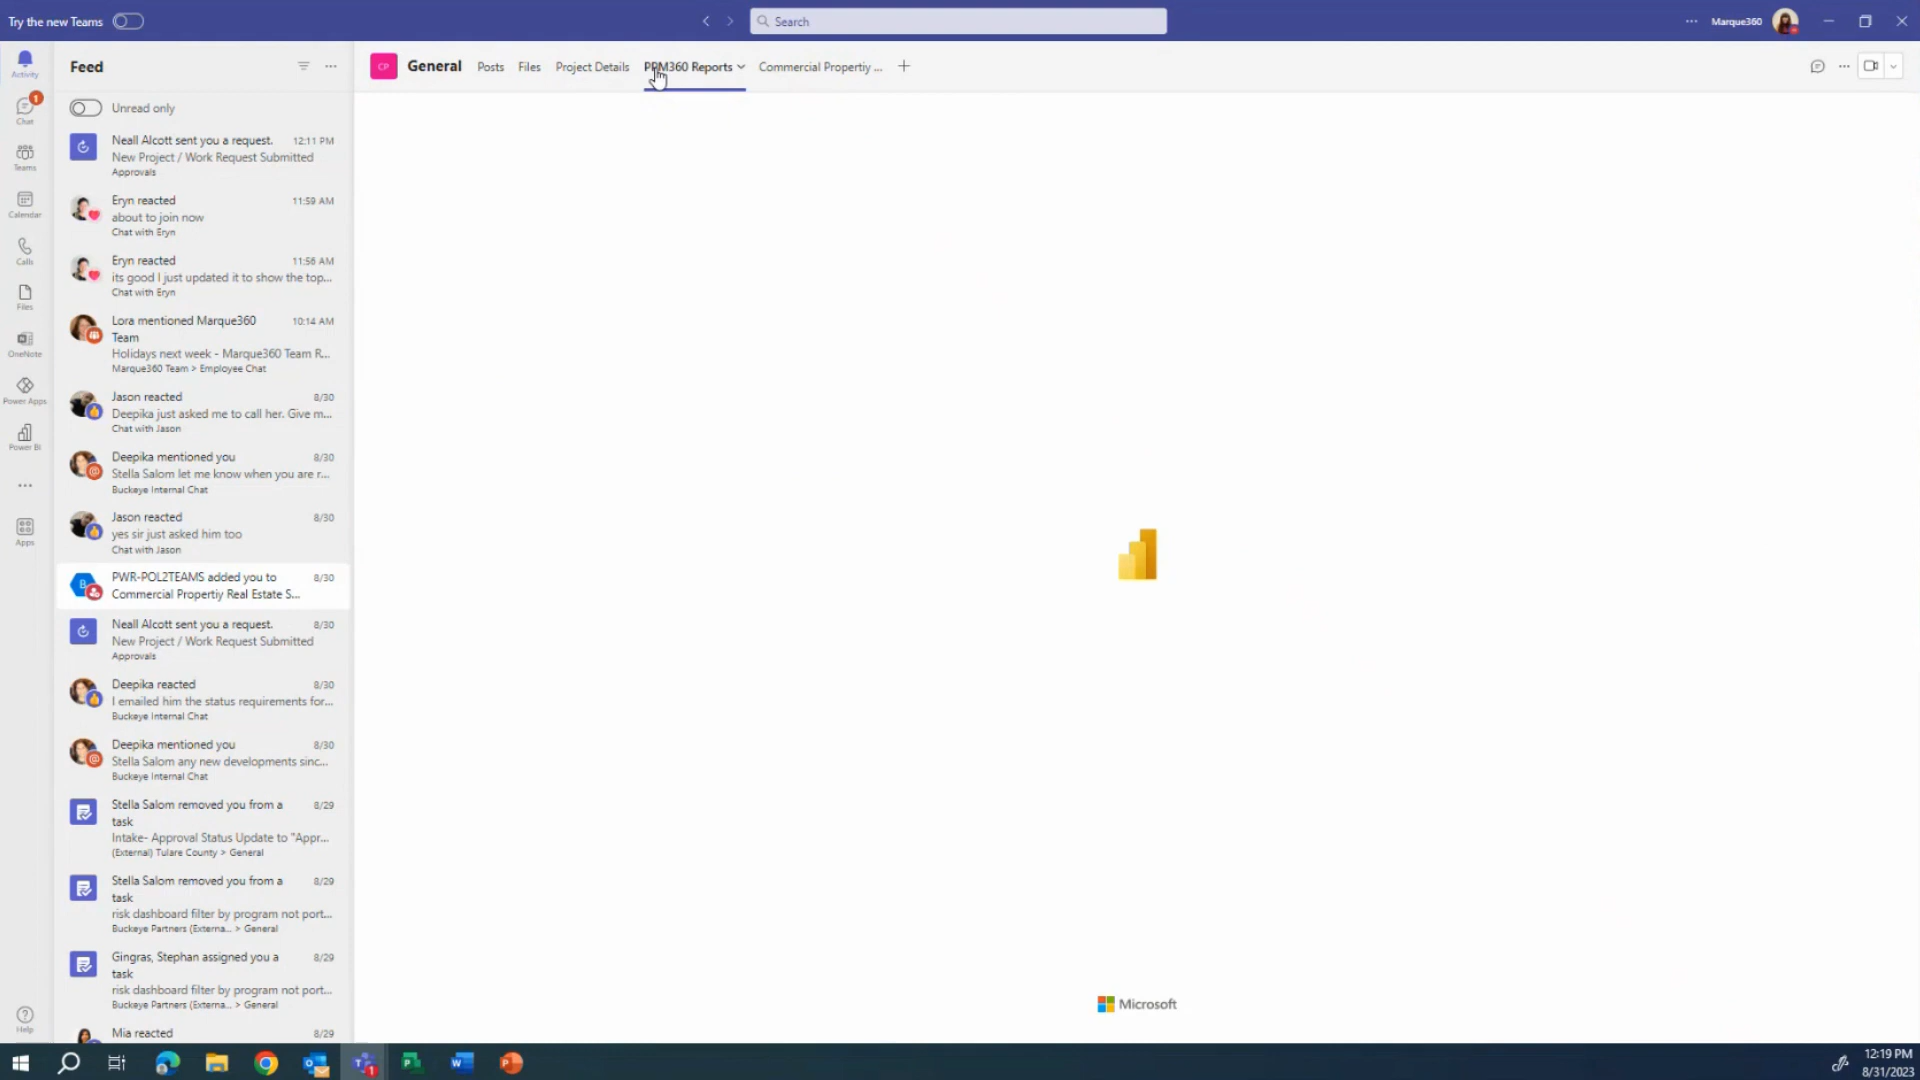 Try the new Teams
Search
Marque360
Activity
1
Chat
Teams
Calendar
Calls
Files
OneNote
Power Apps
Power BI
Apps
Help
Feed
Unread only
Neall Alcott sent you a request. 12:11 PM
New Project / Work Request Submitted
Approvals
Eryn reacted 11:59 AM
about to join now
Chat with Eryn
Eryn reacted 11:56 AM
its good I just updated it to show the top...
Chat with Eryn
Lora mentioned Marque360 10:14 AM
Team
Holidays next week - Marque360 Team R...
Marque360 Team > Employee Chat
Jason reacted 8/30
Deepika just asked me to call her. Give m...
Chat with Jason
Deepika mentioned you 8/30
Stella Salom let me know when you are r...
Buckeye Internal Chat
Jason reacted 8/30
yes sir just asked him too
Chat with Jason
PWR-POL2TEAMS added you to 8/30
Commercial Propertiy Real Estate S...
Neall Alcott sent you a request. 8/30
New Project / Work Request Submitted
Approvals
Deepika reacted 8/30
I emailed him the status requirements for...
Buckeye Internal Chat
Deepika mentioned you 8/30
Stella Salom any new developments sinc...
Buckeye Internal Chat
Stella Salom removed you from a 8/29
task
Intake- Approval Status Update to "Appr...
(External) Tulare County > General
Stella Salom removed you from a 8/29
task
risk dashboard filter by program not port...
Buckeye Partners (Externa... > General
Gingras, Stephan assigned you a 8/29
task
risk dashboard filter by program not port...
Buckeye Partners (Externa... > General
Mia reacted 8/29
CP General Posts Files Project Details PPM360 Reports Commercial Propertiy ...
Microsoft
12:19 PM
8/31/2023